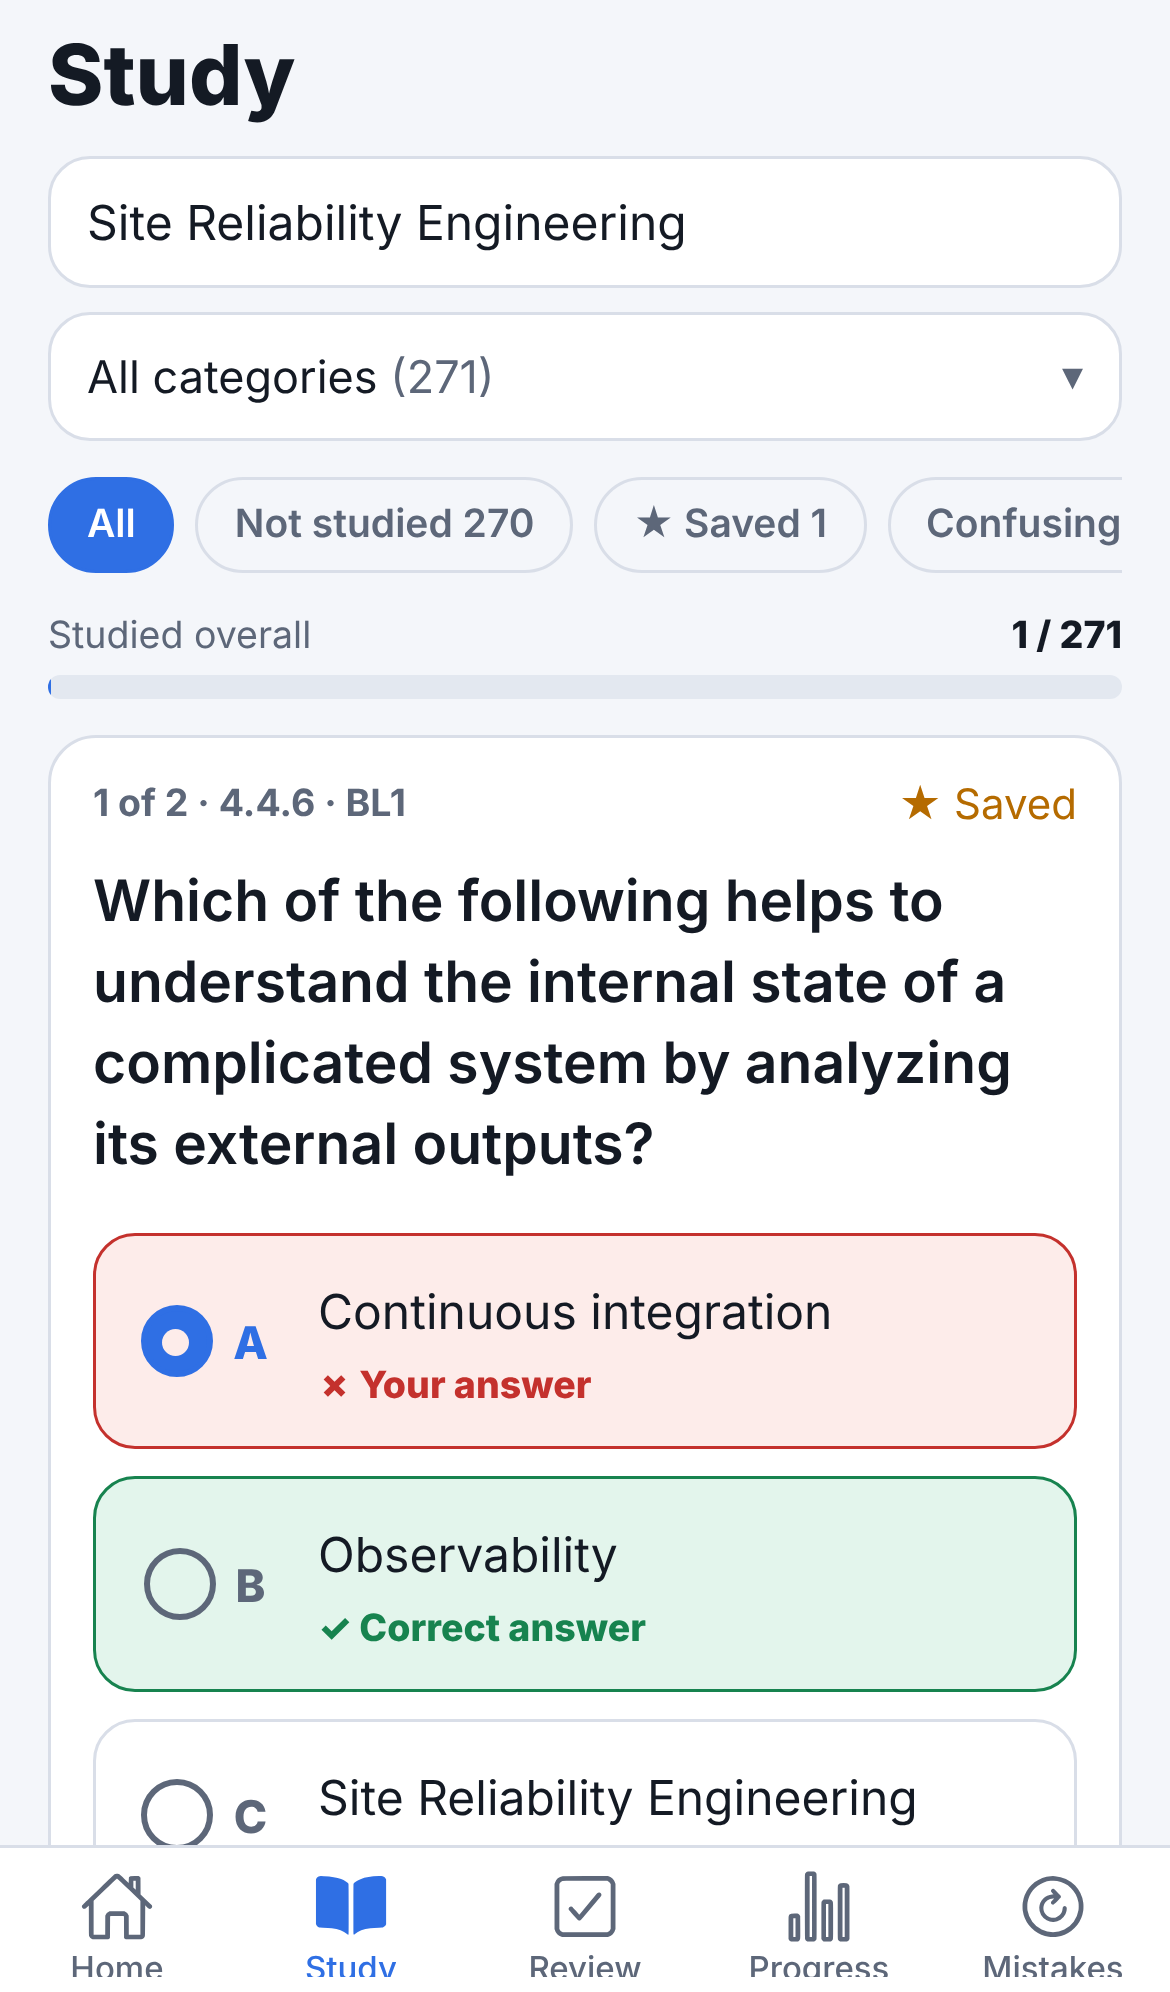 Study
Site Reliability Engineering
All categories (271) ▼
All
Not studied 270
★ Saved 1
Confusing
Studied overall
1 / 271
1 of 2 · 4.4.6 · BL1
★ Saved
Which of the following helps to
understand the internal state of a
complicated system by analyzing
its external outputs?
A
Continuous integration
× Your answer
B
Observability
✓ Correct answer
C
Site Reliability Engineering
Home
Study
Review
Progress
Mistakes